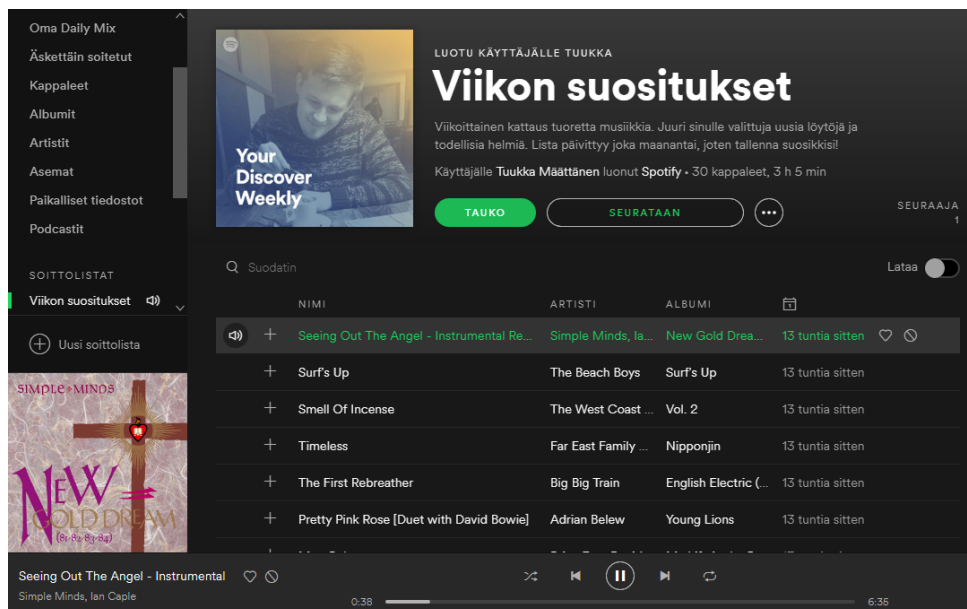 Oma Daily Mix
Äskettäin soitetut
Kappaleet
Albumit
Artistit
Asemat
Paikalliset tiedostot
Podcastit
SOITTOLISTAT
Viikon suositukset
Uusi soittolista
SIMPLE MINDS
NEW
GOLD DREAM
(81-82-83-84)
Your
Discover
Weekly
LUOTU KÄYTTÄJÄLLE TUUKKA
Viikon suositukset
Viikoittainen kattaus tuoretta musiikkia. Juuri sinulle valittuja uusia löytöjä ja
todellisia helmiä. Lista päivittyy joka maanantai, joten tallenna suosikkisi!
Käyttäjälle Tuukka Määttänen luonut Spotify • 30 kappaleet, 3 h 5 min
TAUKO SEURATAAN
SEURAAJA
1
Suodatin Lataa
NIMI ARTISTI ALBUMI
Seeing Out The Angel - Instrumental Re... Simple Minds, Ia... New Gold Drea... 13 tuntia sitten
Surf's Up The Beach Boys Surf's Up 13 tuntia sitten
Smell Of Incense The West Coast ... Vol. 2 13 tuntia sitten
Timeless Far East Family ... Nipponjin 13 tuntia sitten
The First Rebreather Big Big Train English Electric (... 13 tuntia sitten
Pretty Pink Rose [Duet with David Bowie] Adrian Belew Young Lions 13 tuntia sitten
Seeing Out The Angel - Instrumental
Simple Minds, Ian Caple
0:38 6:35